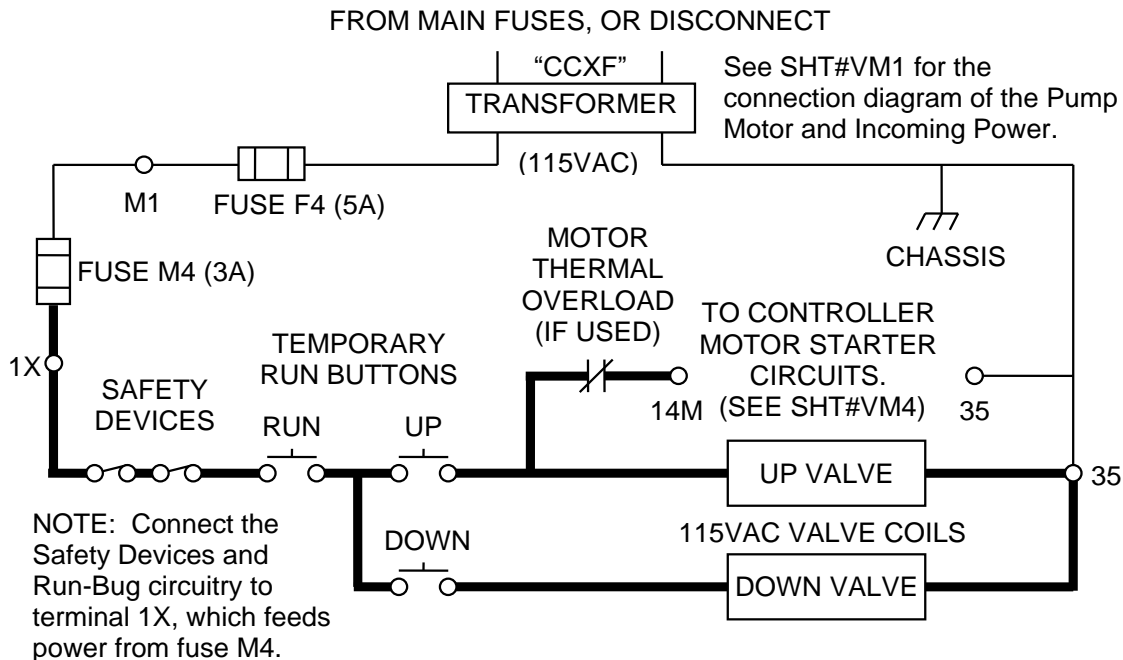 FROM MAIN FUSES, OR DISCONNECT
“CCXF”
TRANSFORMER
See SHT#VM1 for the
connection diagram of the Pump
Motor and Incoming Power.
(115VAC)
M1
FUSE F4 (5A)
CHASSIS
FUSE M4 (3A)
MOTOR
THERMAL
OVERLOAD
(IF USED)
TO CONTROLLER
MOTOR STARTER
CIRCUITS.
(SEE SHT#VM4)
14M
35
1X
TEMPORARY
RUN BUTTONS
SAFETY
DEVICES
RUN
UP
UP VALVE
35
NOTE: Connect the
Safety Devices and
Run-Bug circuitry to
terminal 1X, which feeds
power from fuse M4.
DOWN
115VAC VALVE COILS
DOWN VALVE